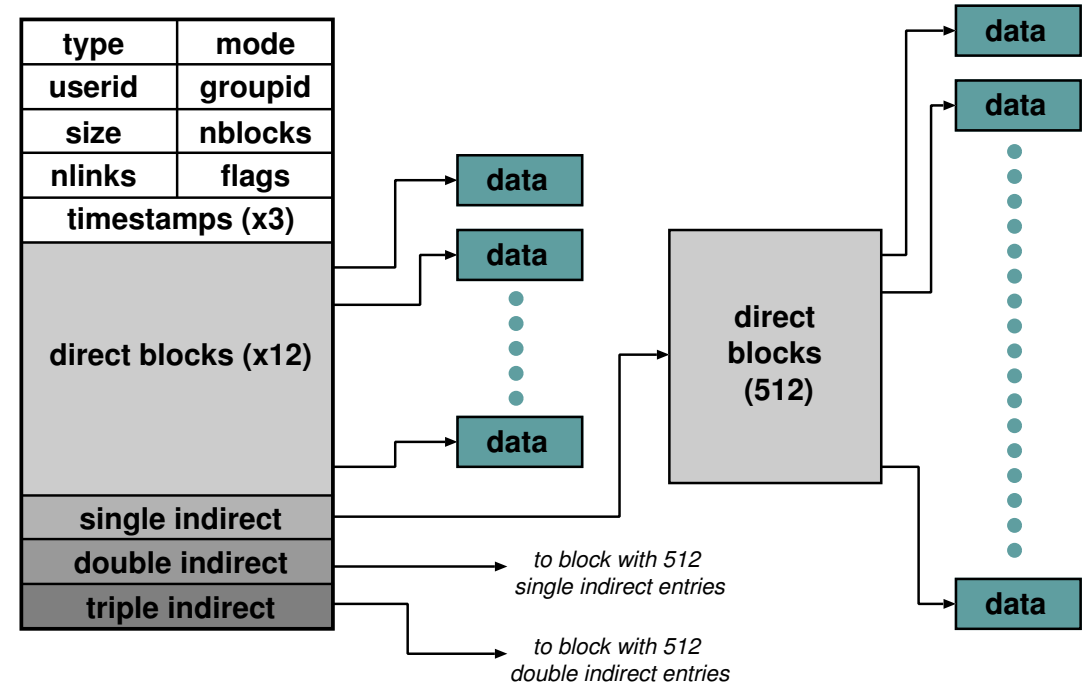 type mode
userid groupid
size nblocks
nlinks flags
timestamps (x3)
direct blocks (x12)
single indirect
double indirect
triple indirect
data
data
data
to block with 512
single indirect entries
to block with 512
double indirect entries
direct
blocks
(512)
data
data
data